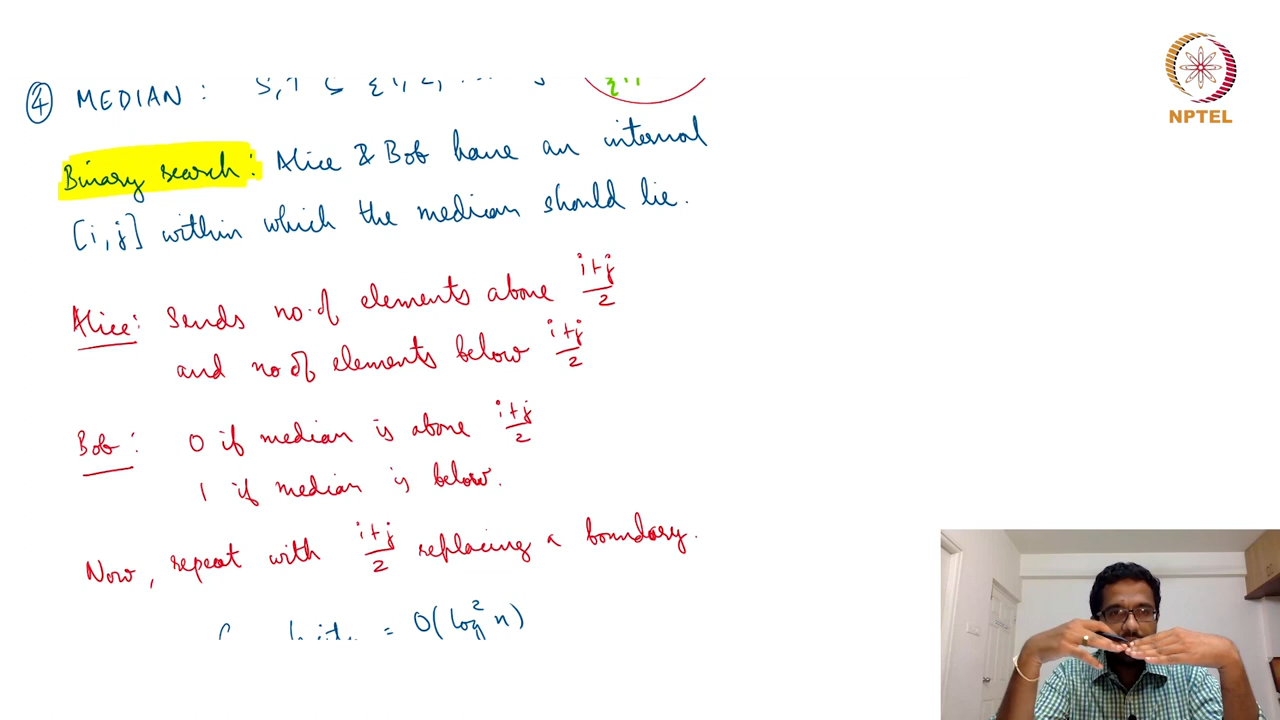 ④ MEDIAN :
NPTEL
Binary search: Alice & Bob have an interval
[i,j] within which the median should lie.
Alice: Sends no. of elements above i+j/2
and no of elements below i+j/2
Bob: 0 if median is above i+j/2
1 if median is below.
Now, repeat with i+j/2 replacing a boundary.
= O(log² n)